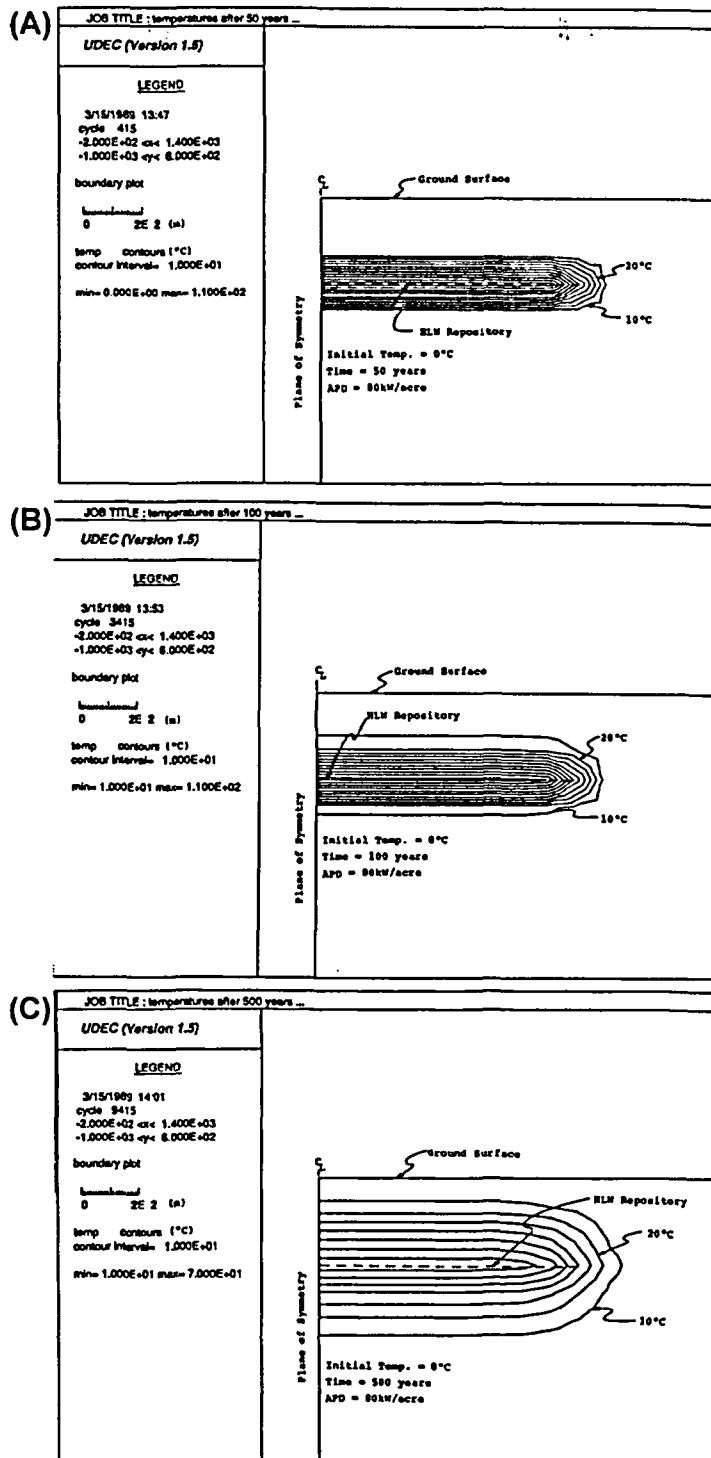 (A)
JOB TITLE : temperatures after 50 years ...
UDEC (Version 1.5)
LEGEND
3/15/1989 13:47
cycle 415
-2.000E+02 <x< 1.400E+03
-1.000E+03 <y< 6.000E+02
boundary plot
0 2E 2 (m)
temp contours (°C)
contour interval= 1.000E+01
min= 0.000E+00 max= 1.100E+02
Ground Surface
20°C
10°C
HLW Repository
Plane of Symmetry
Initial Temp. = 0°C
Time = 50 years
APD = 80kW/acre
(B)
JOB TITLE : temperatures after 100 years ...
UDEC (Version 1.5)
LEGEND
3/15/1989 13:53
cycle 3415
-2.000E+02 <x< 1.400E+03
-1.000E+03 <y< 6.000E+02
boundary plot
0 2E 2 (m)
temp contours (°C)
contour interval= 1.000E+01
min= 1.000E+01 max= 1.100E+02
Ground Surface
HLW Repository
20°C
10°C
Plane of Symmetry
Initial Temp. = 0°C
Time = 100 years
APD = 80kW/acre
(C)
JOB TITLE : temperatures after 500 years ...
UDEC (Version 1.5)
LEGEND
3/15/1989 14:01
cycle 9415
-2.000E+02 <x< 1.400E+03
-1.000E+03 <y< 6.000E+02
boundary plot
0 2E 2 (m)
temp contours (°C)
contour interval= 1.000E+01
min= 1.000E+01 max= 7.000E+01
Ground Surface
HLW Repository
20°C
10°C
Plane of Symmetry
Initial Temp. = 0°C
Time = 500 years
APD = 80kW/acre